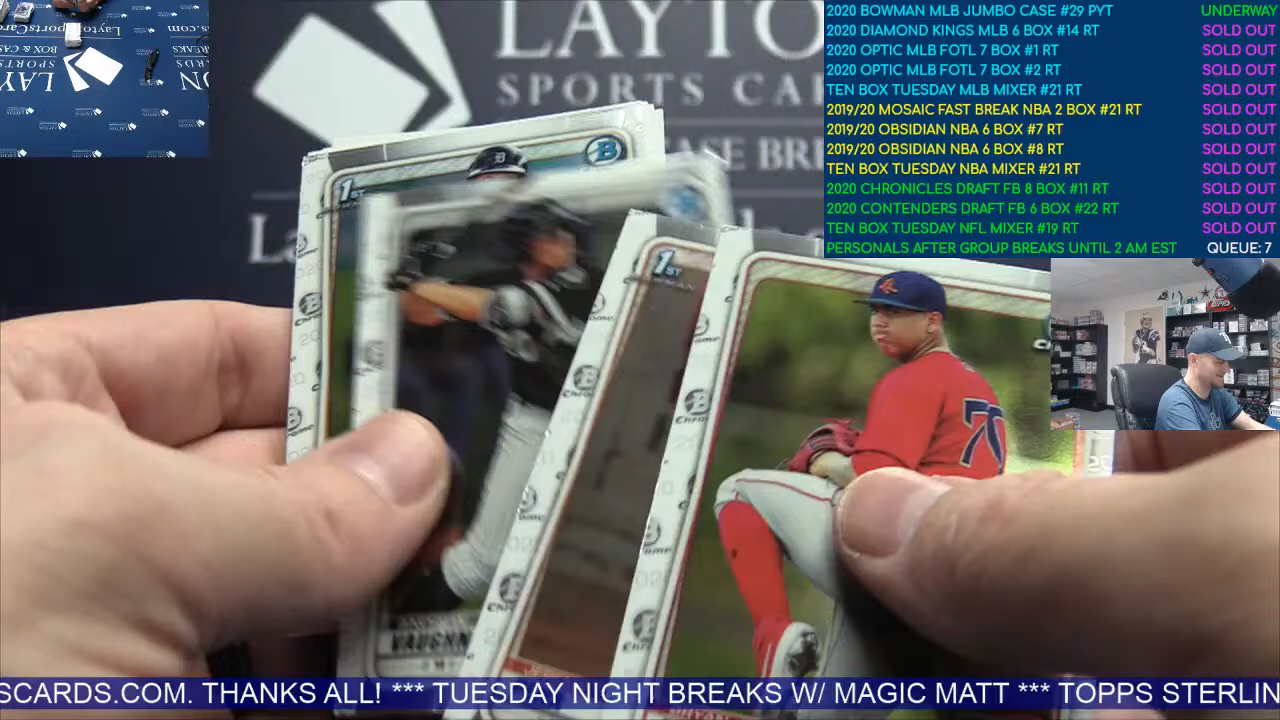 LAYTO
SPORTS CA
2020 BOWMAN MLB JUMBO CASE #29 PYT UNDERWAY
2020 DIAMOND KINGS MLB 6 BOX #14 RT SOLD OUT
2020 OPTIC MLB FOTL 7 BOX #1 RT SOLD OUT
2020 OPTIC MLB FOTL 7 BOX #2 RT SOLD OUT
TEN BOX TUESDAY MLB MIXER #21 RT SOLD OUT
2019/20 MOSAIC FAST BREAK NBA 2 BOX #21 RT SOLD OUT
2019/20 OBSIDIAN NBA 6 BOX #7 RT SOLD OUT
2019/20 OBSIDIAN NBA 6 BOX #8 RT SOLD OUT
TEN BOX TUESDAY NBA MIXER #21 RT SOLD OUT
2020 CHRONICLES DRAFT FB 8 BOX #11 RT SOLD OUT
2020 CONTENDERS DRAFT FB 6 BOX #22 RT SOLD OUT
TEN BOX TUESDAY NFL MIXER #19 RT SOLD OUT
PERSONALS AFTER GROUP BREAKS UNTIL 2 AM EST QUEUE: 7
1ST
B
1ST
70
VAUGHN
SCARDS.COM. THANKS ALL! *** TUESDAY NIGHT BREAKS W/ MAGIC MATT *** TOPPS STERLIN